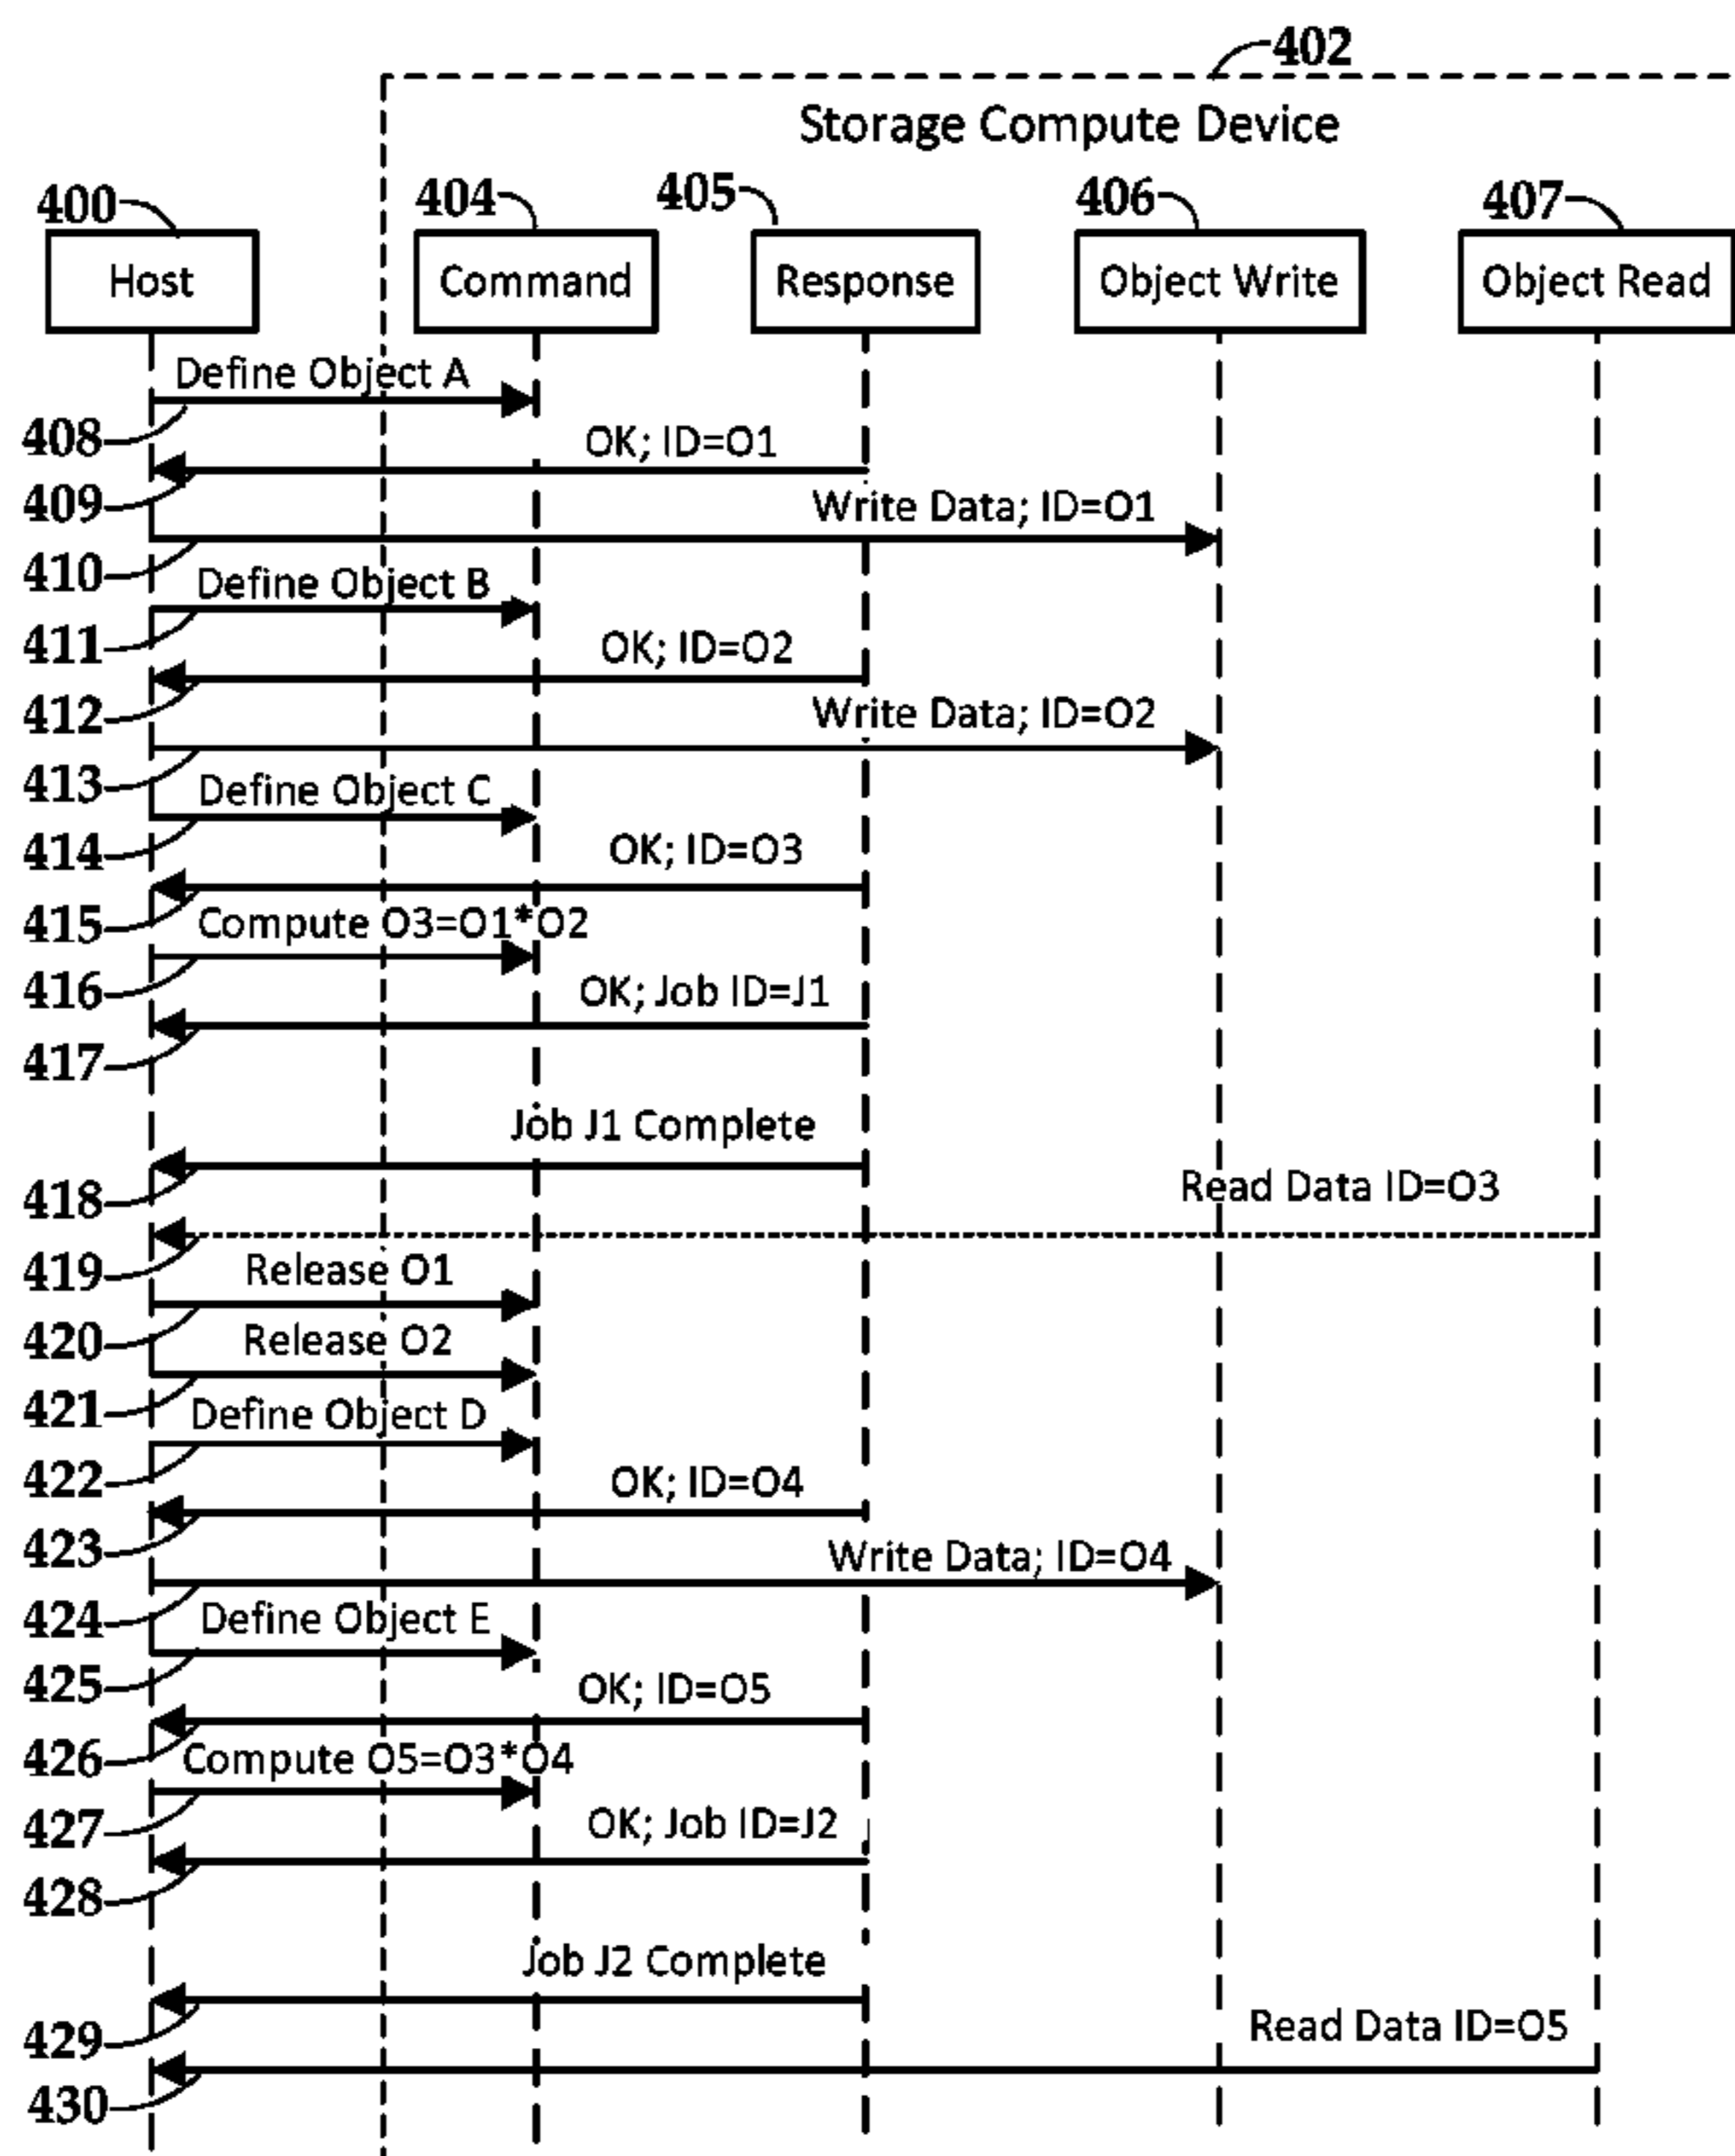 402
Storage Compute Device
400
404
405
406
407
Host
Command
Response
Object Write
Object Read
Define Object A
408
OK; ID=O1
409
Write Data; ID=O1
410
Define Object B
411
OK; ID=O2
412
Write Data; ID=O2
413
Define Object C
414
OK; ID=O3
415
Compute O3=O1*O2
416
OK; Job ID=J1
417
Job J1 Complete
418
Read Data ID=O3
419
Release O1
420
Release O2
421
Define Object D
422
OK; ID=O4
423
Write Data; ID=O4
424
Define Object E
425
OK; ID=O5
426
Compute O5=O3*O4
427
OK; Job ID=J2
428
Job J2 Complete
429
Read Data ID=O5
430